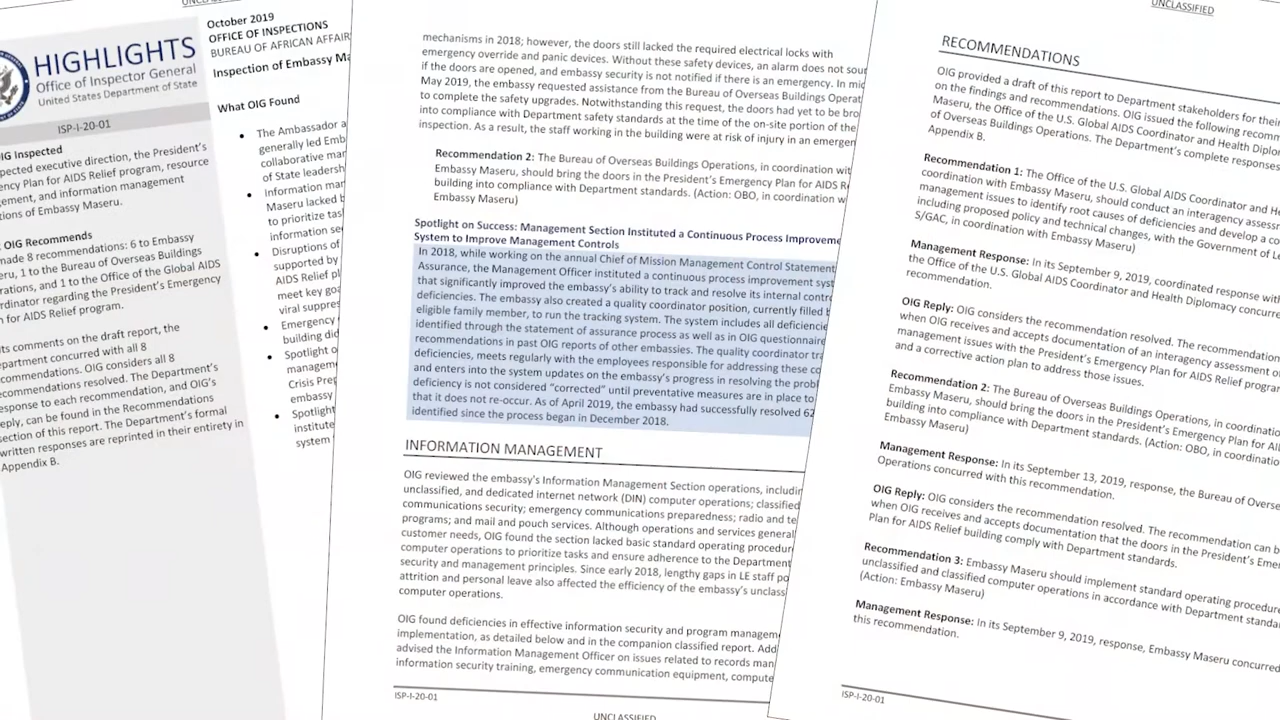 October 2019
OFFICE OF INSPECTIONS
BUREAU OF AFRICAN AFFAIR
Inspection of Embassy Ma
HIGHLIGHTS
Office of Inspector General
United States Department of State
ISP-I-20-01
OIG Inspected
pected executive direction, the President's
ency Plan for AIDS Relief program, resource
gement, and information management
tions of Embassy Maseru.
OIG Recommends
made 8 recommendations: 6 to Embassy
eru, 1 to the Bureau of Overseas Buildings
rations, and 1 to the Office of the Global AIDS
rdinator regarding the President's Emergency
n for AIDS Relief program.
its comments on the draft report, the
epartment concurred with all 8
commendations. OIG considers all 8
ecommendations resolved. The Department's
esponse to each recommendation, and OIG's
eply, can be found in the Recommendations
section of this report. The Department's formal
written responses are reprinted in their entirety in
Appendix B.
What OIG Found
• The Ambassador a
generally led Emb
collaborative mar
of State leadersh
• Information mar
Maseru lacked b
to prioritize tas
information se
• Disruptions of
supported by
AIDS Relief pl
meet key goa
viral suppres
• Emergency
building did
• Spotlight o
managem
Crisis Prep
embassy
• Spotlight
institute
system
mechanisms in 2018; however, the doors still lacked the required electrical locks with
emergency override and panic devices. Without these safety devices, an alarm does not sou
if the doors are opened, and embassy security is not notified if there is an emergency. In mid
May 2019, the embassy requested assistance from the Bureau of Overseas Buildings Operat
to complete the safety upgrades. Notwithstanding this request, the doors had yet to be bro
into compliance with Department safety standards at the time of the on-site portion of the
inspection. As a result, the staff working in the building were at risk of injury in an emergen
Recommendation 2: The Bureau of Overseas Buildings Operations, in coordination wit
Embassy Maseru, should bring the doors in the President's Emergency Plan for AIDS R
building into compliance with Department standards. (Action: OBO, in coordination w
Embassy Maseru)
Spotlight on Success: Management Section Instituted a Continuous Process Improveme
System to Improve Management Controls
In 2018, while working on the annual Chief of Mission Management Control Statement
Assurance, the Management Officer instituted a continuous process improvement syst
that significantly improved the embassy's ability to track and resolve its internal contr
deficiencies. The embassy also created a quality coordinator position, currently filled b
eligible family member, to run the tracking system. The system includes all deficiencie
identified through the statement of assurance process as well as in OIG questionnaire
recommendations in past OIG reports of other embassies. The quality coordinator tra
deficiencies, meets regularly with the employees responsible for addressing these co
and enters into the system updates on the embassy's progress in resolving the prob
deficiency is not considered “corrected” until preventative measures are in place to
that it does not re-occur. As of April 2019, the embassy had successfully resolved 62
identified since the process began in December 2018.
INFORMATION MANAGEMENT
OIG reviewed the embassy's Information Management Section operations, includin
unclassified, and dedicated internet network (DIN) computer operations; classified
communications security; emergency communications preparedness; radio and te
programs; and mail and pouch services. Although operations and services general
customer needs, OIG found the section lacked basic standard operating procedur
computer operations to prioritize tasks and ensure adherence to the Department
security and management principles. Since early 2018, lengthy gaps in LE staff po
attrition and personal leave also affected the efficiency of the embassy's unclass
computer operations.
OIG found deficiencies in effective information security and program managem
implementation, as detailed below and in the companion classified report. Add
advised the Information Management Officer on issues related to records man
information security training, emergency communication equipment, compute
ISP-I-20-01
UNCLASSIFIED
UNCLASSIFIED
RECOMMENDATIONS
OIG provided a draft of this report to Department stakeholders for their
on the findings and recommendations. OIG issued the following recomm
Maseru, the Office of the U.S. Global AIDS Coordinator and Health Diplom
of Overseas Buildings Operations. The Department's complete responses
Appendix B.
Recommendation 1: The Office of the U.S. Global AIDS Coordinator and He
coordination with Embassy Maseru, should conduct an interagency assessm
management issues to identify root causes of deficiencies and develop a co
including proposed policy and technical changes, with the Government of Le
S/GAC, in coordination with Embassy Maseru)
Management Response: In its September 9, 2019, coordinated response with
the Office of the U.S. Global AIDS Coordinator and Health Diplomacy concurre
recommendation.
OIG Reply: OIG considers the recommendation resolved. The recommendation
when OIG receives and accepts documentation of an interagency assessment o
management issues with the President's Emergency Plan for AIDS Relief progra
and a corrective action plan to address those issues.
Recommendation 2: The Bureau of Overseas Buildings Operations, in coordinatio
Embassy Maseru, should bring the doors in the President's Emergency Plan for AI
building into compliance with Department standards. (Action: OBO, in coordinatio
Embassy Maseru)
Management Response: In its September 13, 2019, response, the Bureau of Overse
Operations concurred with this recommendation.
OIG Reply: OIG considers the recommendation resolved. The recommendation can b
when OIG receives and accepts documentation that the doors in the President's Eme
Plan for AIDS Relief building comply with Department standards.
Recommendation 3: Embassy Maseru should implement standard operating procedure
unclassified and classified computer operations in accordance with Department standa
(Action: Embassy Maseru)
Management Response: In its September 9, 2019, response, Embassy Maseru concurred
this recommendation.
ISP-I-20-01